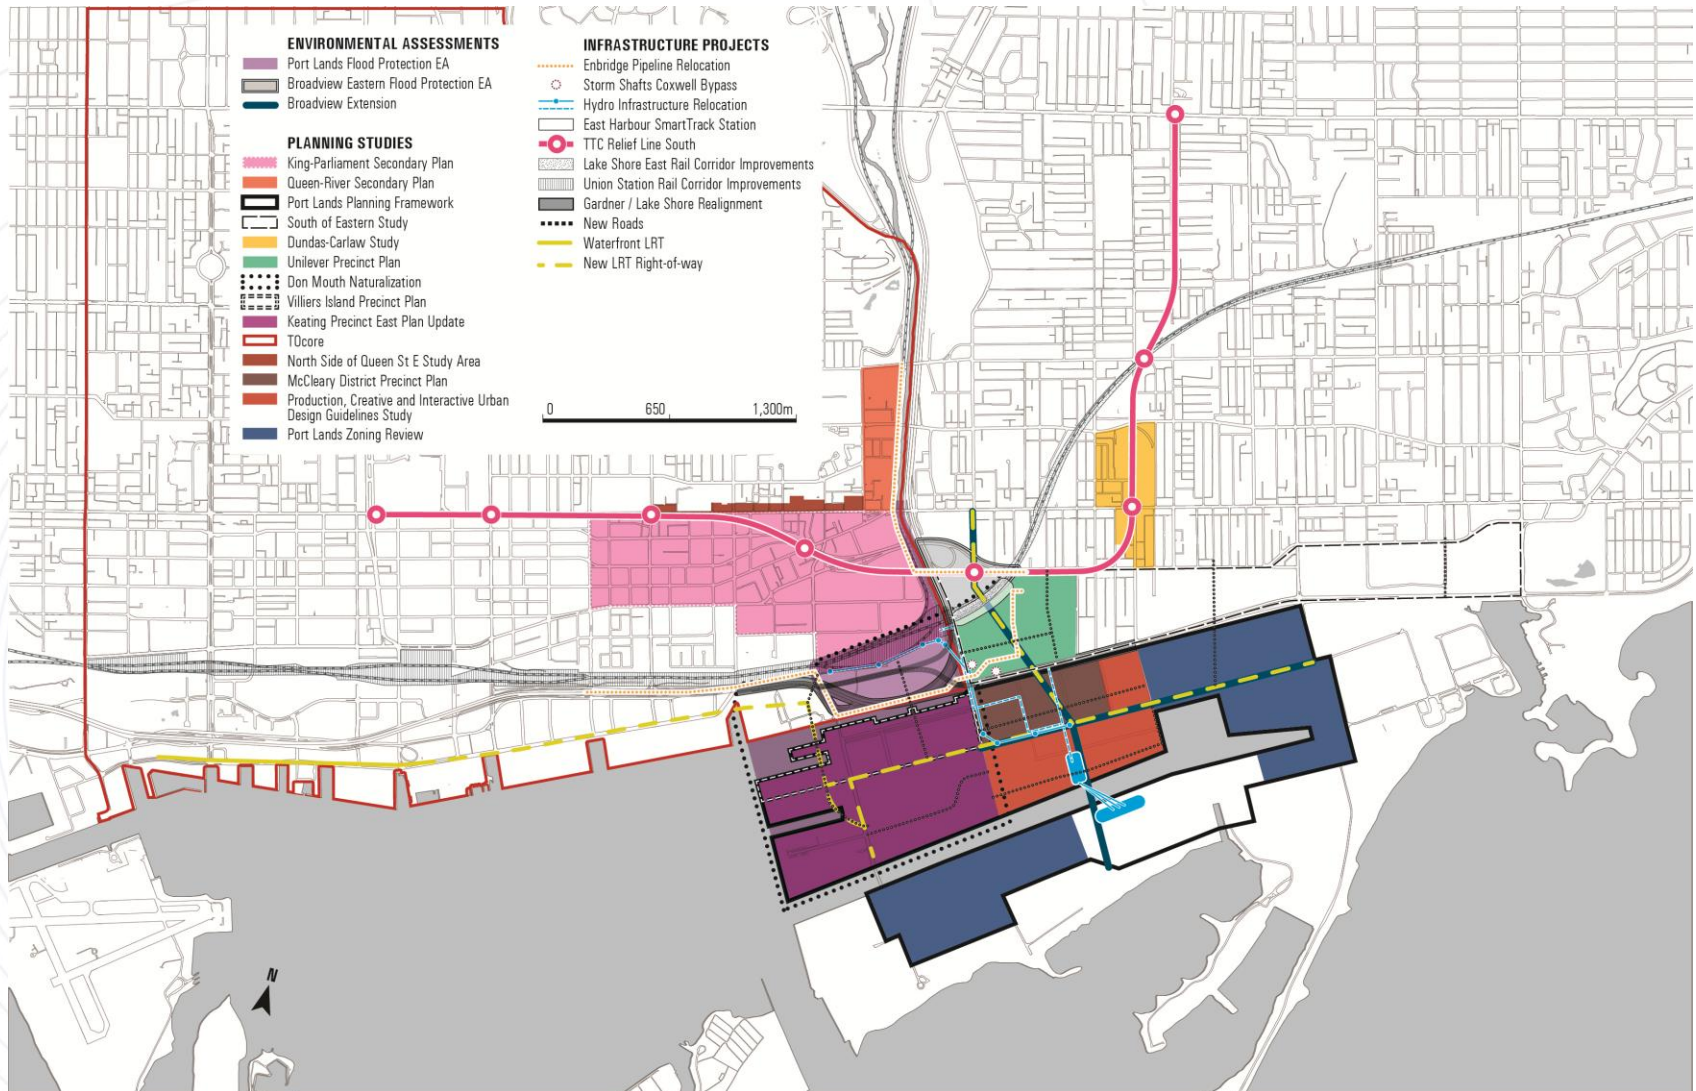 ENVIRONMENTAL ASSESSMENTS
Port Lands Flood Protection EA
Broadview Eastern Flood Protection EA
Broadview Extension
PLANNING STUDIES
King-Parliament Secondary Plan
Queen-River Secondary Plan
Port Lands Planning Framework
South of Eastern Study
Dundas-Carlaw Study
Unilever Precinct Plan
Don Mouth Naturalization
Villiers Island Precinct Plan
Keating Precinct East Plan Update
TOcore
North Side of Queen St E Study Area
McCleary District Precinct Plan
Production, Creative and Interactive Urban
Design Guidelines Study
Port Lands Zoning Review
INFRASTRUCTURE PROJECTS
Enbridge Pipeline Relocation
Storm Shafts Coxwell Bypass
Hydro Infrastructure Relocation
East Harbour SmartTrack Station
TTC Relief Line South
Lake Shore East Rail Corridor Improvements
Union Station Rail Corridor Improvements
Gardner / Lake Shore Realignment
New Roads
Waterfront LRT
New LRT Right-of-way
0 650 1,300m
N